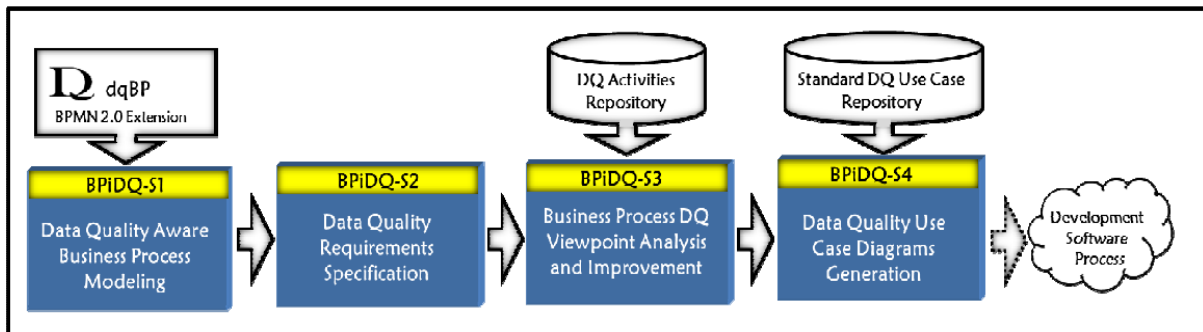 DQ dqBP
BPMN 2.0 Extension
BPiDQ-S1
Data Quality Aware
Business Process
Modeling
BPiDQ-S2
Data Quality
Requirements
Specification
DQ Activities
Repository
BPiDQ-S3
Business Process DQ
Viewpoint Analysis
and Improvement
Standard DQ Use Case
Repository
BPiDQ-S4
Data Quality Use
Case Diagrams
Generation
Development
Software
Process